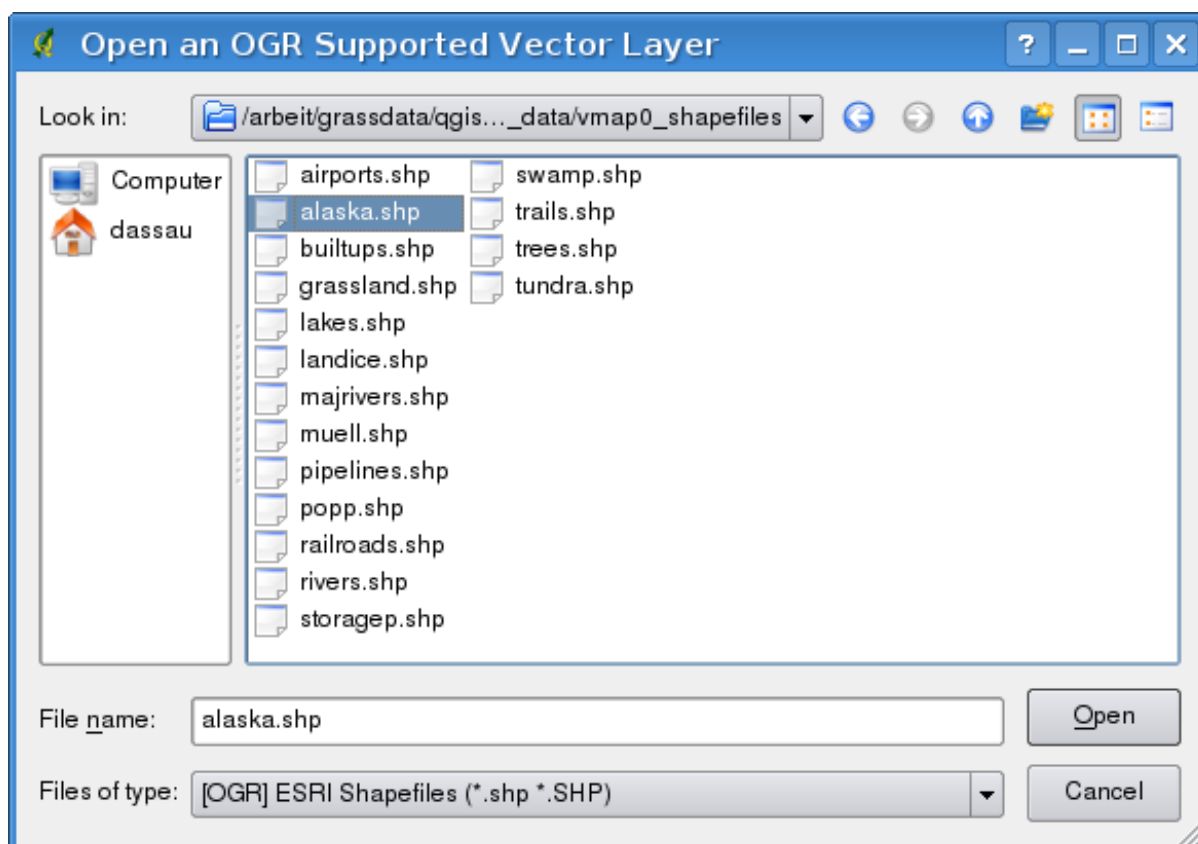 Open an OGR Supported Vector Layer
?
Look in: /arbeit/grassdata/qgis..._data/vmap0_shapefiles
Computer
dassau
airports.shp
alaska.shp
builtups.shp
grassland.shp
lakes.shp
landice.shp
majrivers.shp
muell.shp
pipelines.shp
popp.shp
railroads.shp
rivers.shp
storagep.shp
swamp.shp
trails.shp
trees.shp
tundra.shp
File name: alaska.shp
Open
Files of type: [OGR] ESRI Shapefiles (*.shp *.SHP)
Cancel